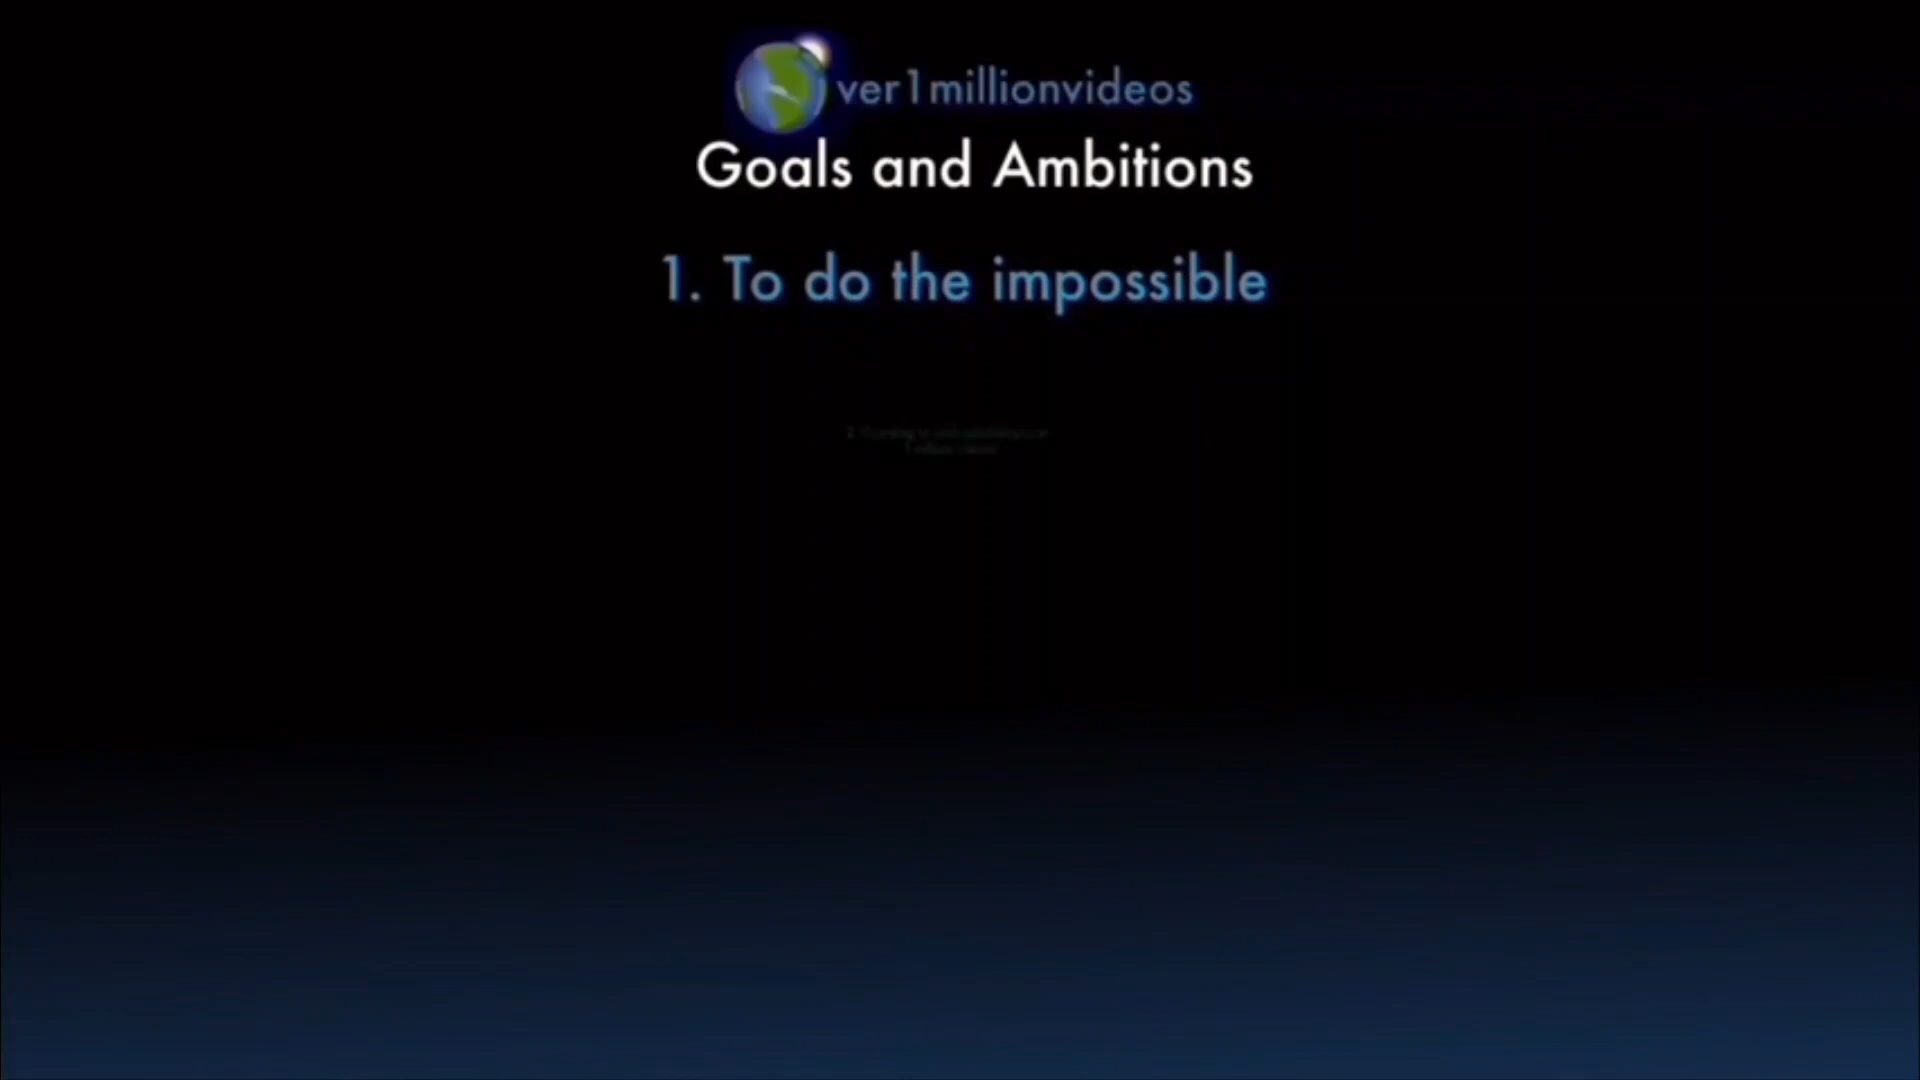 ver1millionvideos
Goals and Ambitions
1. To do the impossible